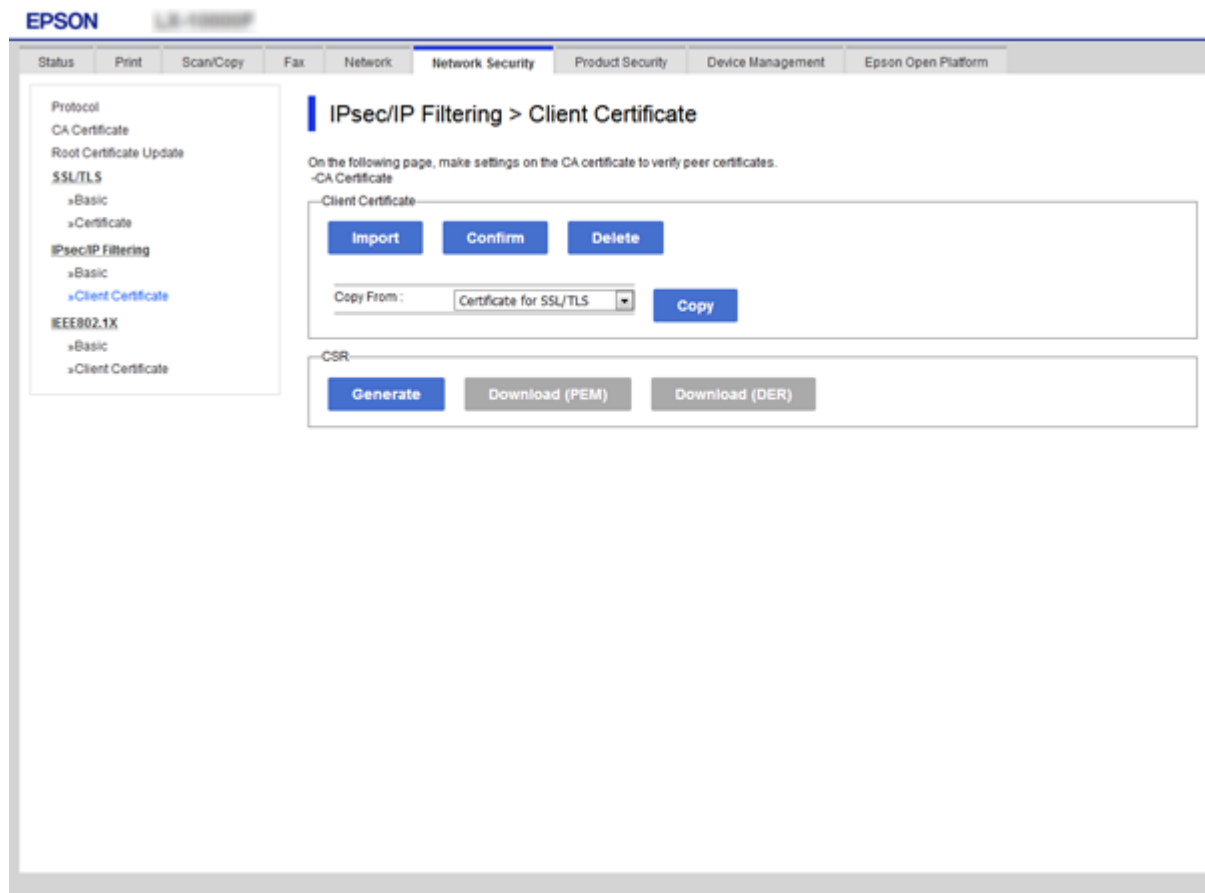 EPSON
Status Print Scan/Copy Fax Network Network Security Product Security Device Management Epson Open Platform
Protocol
CA Certificate
Root Certificate Update
SSL/TLS
»Basic
»Certificate
IPsec/IP Filtering
»Basic
»Client Certificate
IEEE802.1X
»Basic
»Client Certificate
IPsec/IP Filtering > Client Certificate
On the following page, make settings on the CA certificate to verify peer certificates.
-CA Certificate
Client Certificate
Import Confirm Delete
Copy From : Certificate for SSL/TLS Copy
CSR
Generate Download (PEM) Download (DER)